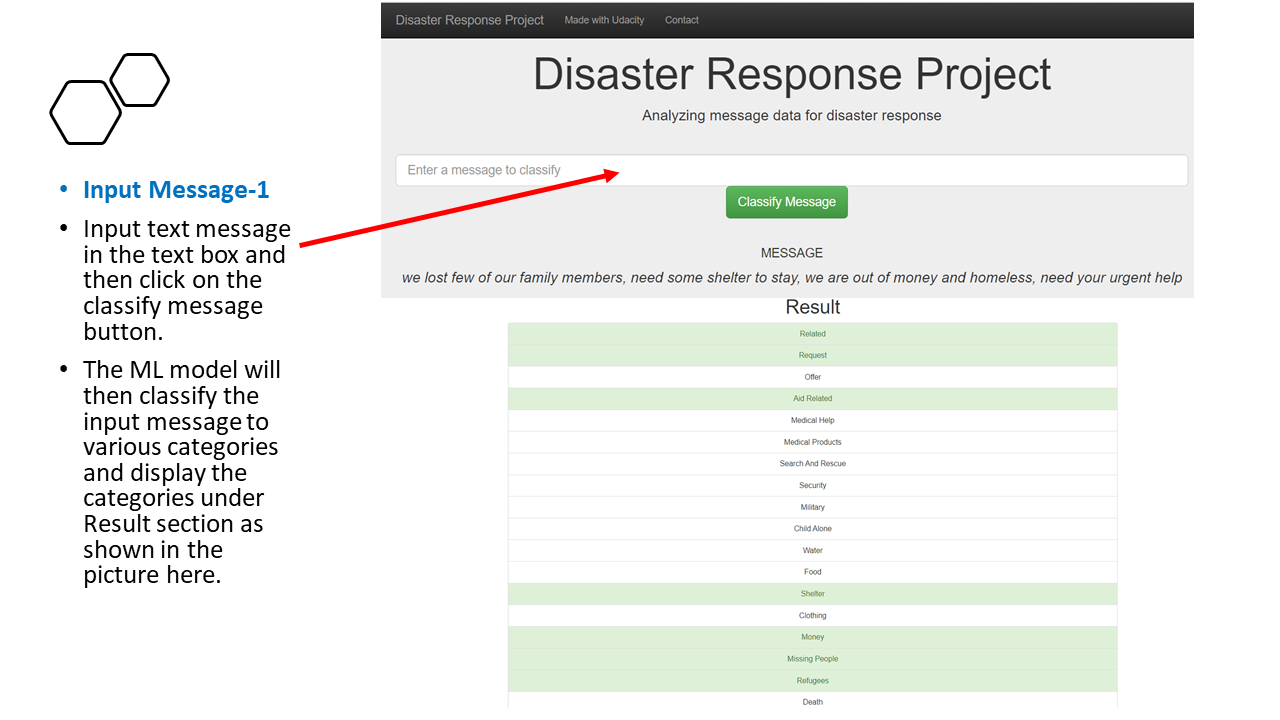 • Input Message-1
• Input text message
in the text box and
then click on the
classify message
button.
• The ML model will
then classify the
input message to
various categories
and display the
categories under
Result section as
shown in the
picture here.
Disaster Response Project Made with Udacity Contact
Disaster Response Project
Analyzing message data for disaster response
Enter a message to classify
Classify Message
MESSAGE
we lost few of our family members, need some shelter to stay, we are out of money and homeless, need your urgent help
Result
Related
Request
Offer
Aid Related
Medical Help
Medical Products
Search And Rescue
Security
Military
Child Alone
Water
Food
Shelter
Clothing
Money
Missing People
Refugees
Death